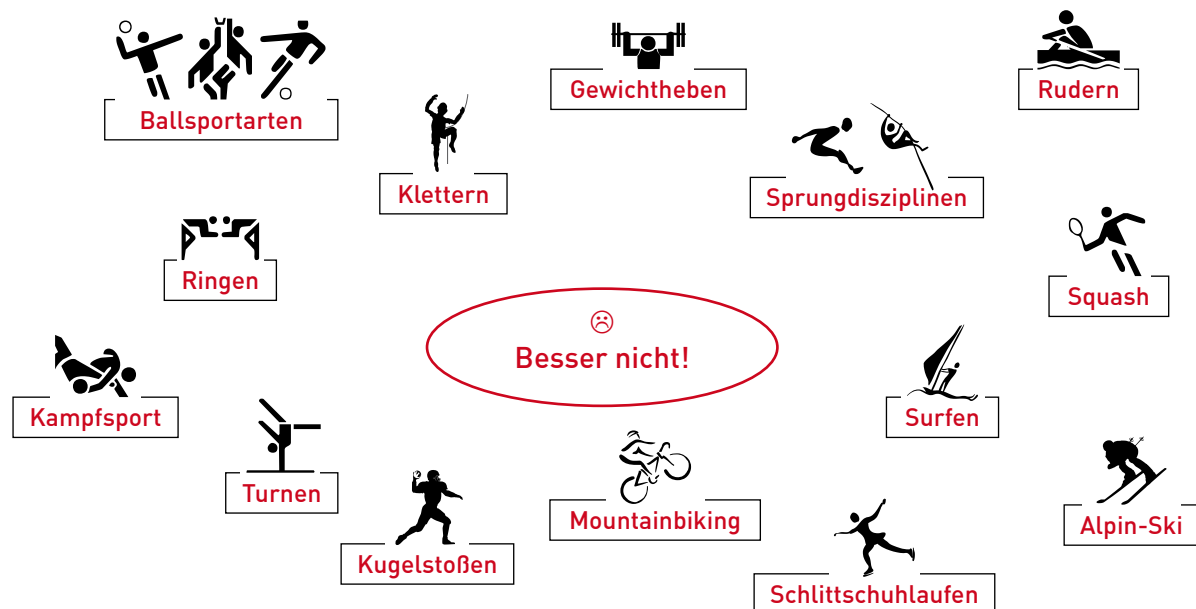 Ballsportarten
Gewichtheben
Rudern
Klettern
Sprungdisziplinen
Ringen
Squash
Besser nicht!
Kampfsport
Surfen
Turnen
Mountainbiking
Alpin-Ski
Kugelstoßen
Schlittschuhlaufen